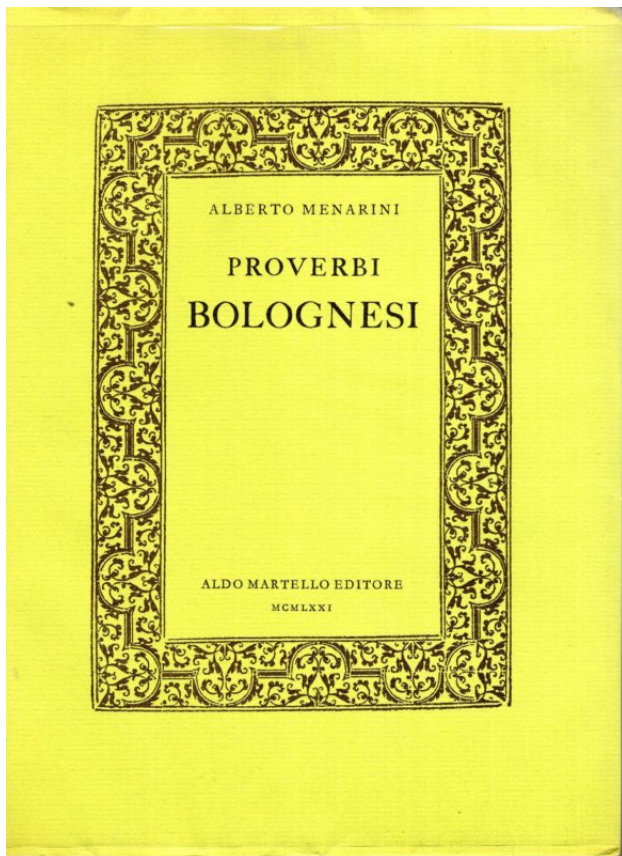 ALBERTO MENARINI
PROVERBI
BOLOGNESI
ALDO MARTELLO EDITORE
MCMLXXI